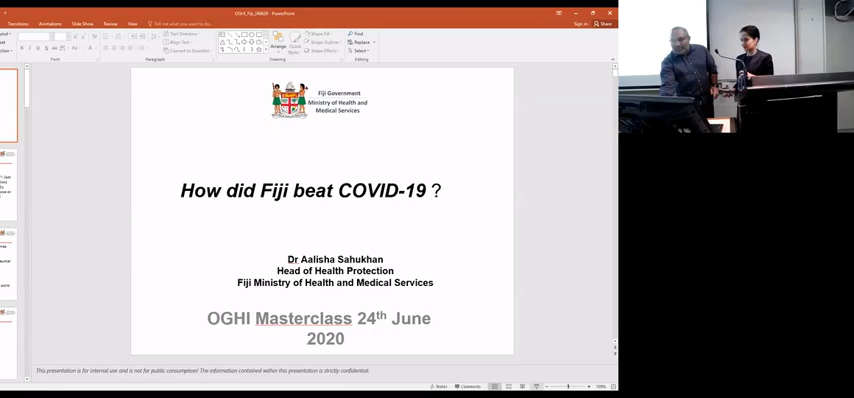 OGHI_Fiji_240620 - PowerPoint
Transitions Animations Slide Show Review View Tell me what you want to do...
Sign in Share
Text Direction
Align Text
Convert to SmartArt
Arrange
Quick Styles
Shape Fill
Shape Outline
Shape Effects
Find
Replace
Select
Font Paragraph Drawing Editing
Fiji Government
Ministry of Health and
Medical Services
How did Fiji beat COVID-19 ?
Dr Aalisha Sahukhan
Head of Health Protection
Fiji Ministry of Health and Medical Services
OGHI Masterclass 24th June
2020
This presentation is for internal use and is not for public consumption! The information contained within this presentation is strictly confidential.
Notes Comments 100%